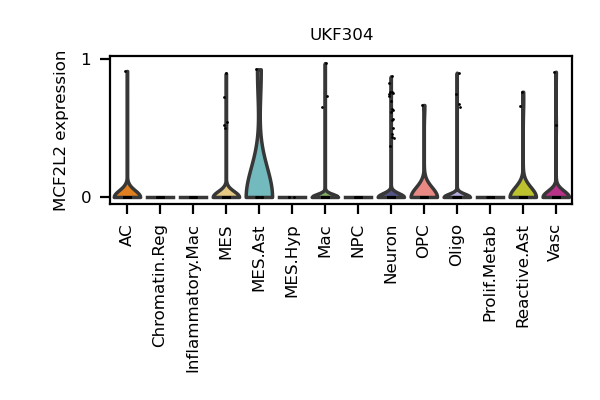 UKF304
MCF2L2 expression
1
0
AC
Chromatin.Reg
Inflammatory.Mac
MES
MES.Ast
MES.Hyp
Mac
NPC
Neuron
OPC
Oligo
Prolif.Metab
Reactive.Ast
Vasc